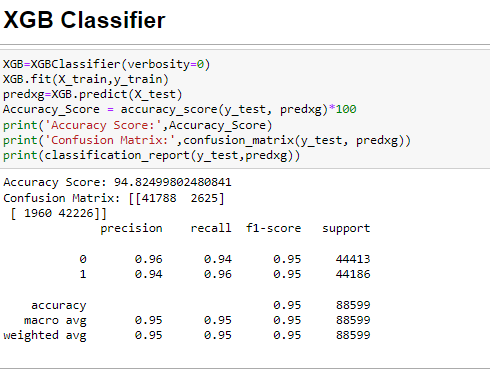 XGB Classifier
XGB=XGBClassifier(verbosity=0)
XGB.fit(X_train,y_train)
predxg=XGB.predict(X_test)
Accuracy_Score = accuracy_score(y_test, predxg)*100
print('Accuracy Score:',Accuracy_Score)
print('Confusion Matrix:',confusion_matrix(y_test, predxg))
print(classification_report(y_test,predxg))
Accuracy Score: 94.82499802480841
Confusion Matrix: [[41788  2625]
 [ 1960 42226]]
              precision    recall  f1-score   support

           0       0.96      0.94      0.95     44413
           1       0.94      0.96      0.95     44186

    accuracy                           0.95     88599
   macro avg       0.95      0.95      0.95     88599
weighted avg       0.95      0.95      0.95     88599